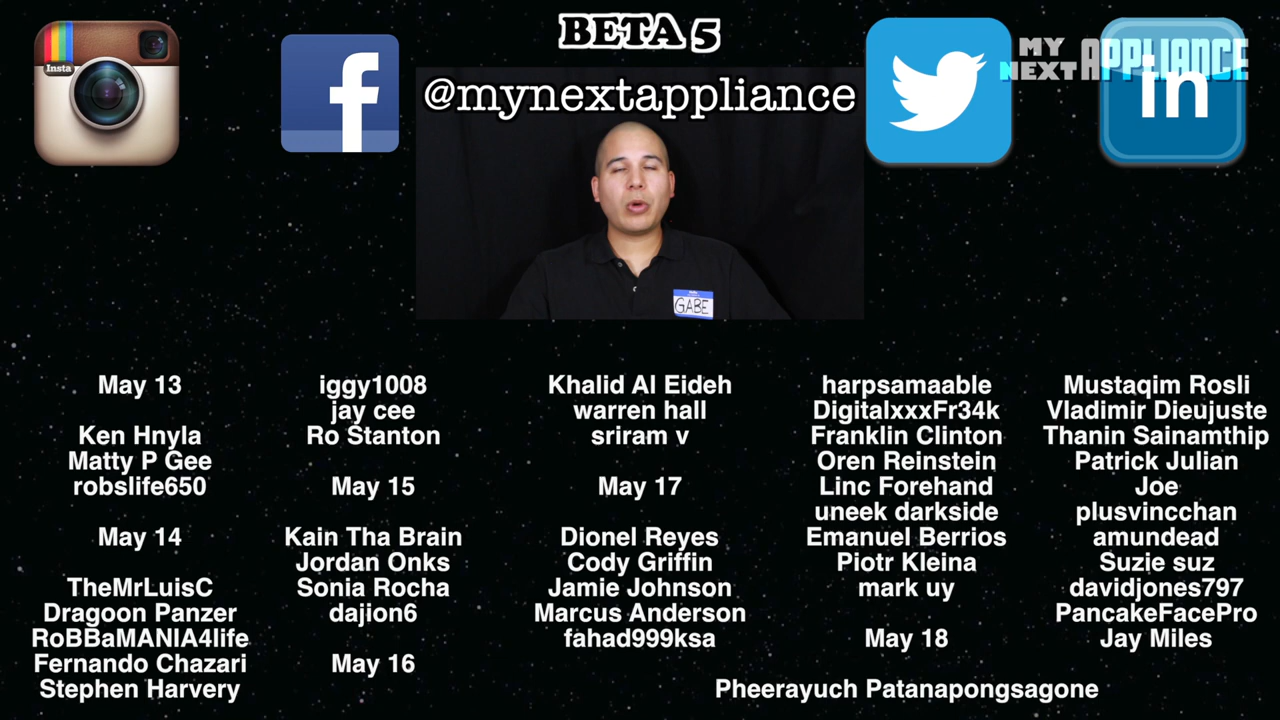 BETA 5
@mynextappliance
Insta
f
in
MY
NEXT APPLIANCE
GABE
May 13
Ken Hnyla
Matty P Gee
robslife650
May 14
TheMrLuisC
Dragoon Panzer
RoBBaMANIA4life
Fernando Chazari
Stephen Harvery
iggy1008
jay cee
Ro Stanton
May 15
Kain Tha Brain
Jordan Onks
Sonia Rocha
dajion6
May 16
Khalid Al Eideh
warren hall
sriram v
May 17
Dionel Reyes
Cody Griffin
Jamie Johnson
Marcus Anderson
fahad999ksa
harpsamaable
DigitalxxxFr34k
Franklin Clinton
Oren Reinstein
Linc Forehand
uneek darkside
Emanuel Berrios
Piotr Kleina
mark uy
May 18
Pheerayuch Patanapongsagone
Mustaqim Rosli
Vladimir Dieujuste
Thanin Sainamthip
Patrick Julian
Joe
plusvincchan
amundead
Suzie suz
davidjones797
PancakeFacePro
Jay Miles